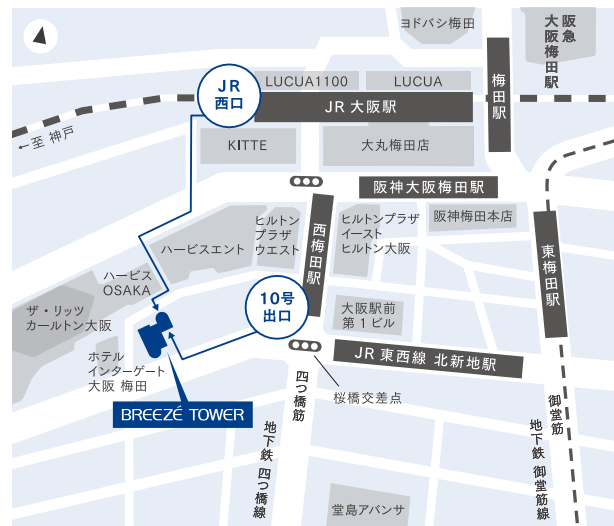 ヨドバシ梅田
阪急
大阪梅田駅
梅田駅
JR
西口
LUCUA1100
LUCUA
JR 大阪駅
←至 神戸
KITTE
大丸梅田店
阪神大阪梅田駅
ヒルトン
プラザ
ウエスト
西梅田駅
ヒルトンプラザ
イースト
ヒルトン大阪
阪神梅田本店
東梅田駅
ハービスエント
ハービス
OSAKA
ザ・リッツ
カールトン大阪
10号
出口
大阪駅前
第1ビル
JR 東西線 北新地駅
ホテル
インターゲート
大阪 梅田
BREEZÉ TOWER
桜橋交差点
四つ橋筋
地下鉄 四つ橋線
御堂筋
地下鉄 御堂筋線
堂島アバンサ